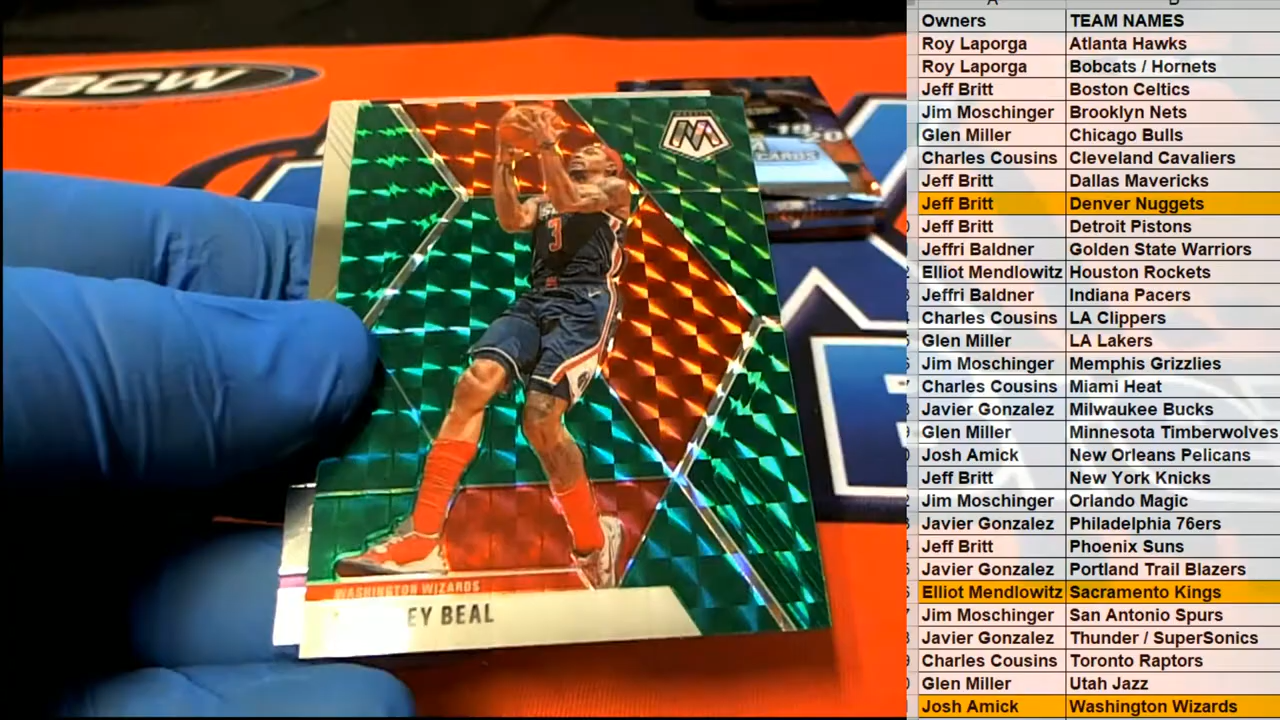 BCW
19-20
CARDS
M
3
WASHINGTON WIZARDS
EY BEAL
Owners TEAM NAMES
Roy Laporga Atlanta Hawks
Roy Laporga Bobcats / Hornets
Jeff Britt Boston Celtics
Jim Moschinger Brooklyn Nets
Glen Miller Chicago Bulls
Charles Cousins Cleveland Cavaliers
Jeff Britt Dallas Mavericks
Jeff Britt Denver Nuggets
Jeff Britt Detroit Pistons
Jeffri Baldner Golden State Warriors
Elliot Mendlowitz Houston Rockets
Jeffri Baldner Indiana Pacers
Charles Cousins LA Clippers
Glen Miller LA Lakers
Jim Moschinger Memphis Grizzlies
Charles Cousins Miami Heat
Javier Gonzalez Milwaukee Bucks
Glen Miller Minnesota Timberwolves
Josh Amick New Orleans Pelicans
Jeff Britt New York Knicks
Jim Moschinger Orlando Magic
Javier Gonzalez Philadelphia 76ers
Jeff Britt Phoenix Suns
Javier Gonzalez Portland Trail Blazers
Elliot Mendlowitz Sacramento Kings
Jim Moschinger San Antonio Spurs
Javier Gonzalez Thunder / SuperSonics
Charles Cousins Toronto Raptors
Glen Miller Utah Jazz
Josh Amick Washington Wizards